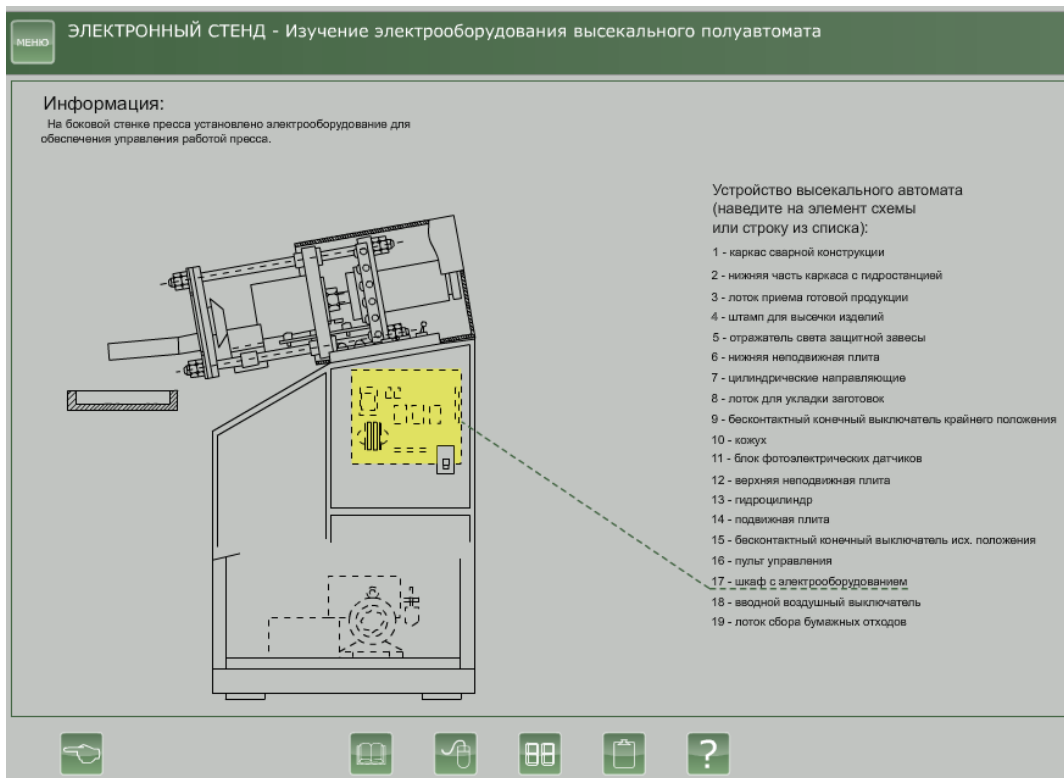 МЕНЮ
ЭЛЕКТРОННЫЙ СТЕНД - Изучение электрооборудования высекального полуавтомата
Информация:
На боковой стенке пресса установлено электрооборудование для
обеспечения управления работой пресса.
Устройство высекального автомата
(наведите на элемент схемы
или строку из списка):
1 - каркас сварной конструкции
2 - нижняя часть каркаса с гидростанцией
3 - лоток приема готовой продукции
4 - штамп для высечки изделий
5 - отражатель света защитной завесы
6 - нижняя неподвижная плита
7 - цилиндрические направляющие
8 - лоток для укладки заготовок
9 - бесконтактный конечный выключатель крайнего положения
10 - кожух
11 - блок фотоэлектрических датчиков
12 - верхняя неподвижная плита
13 - гидроцилиндр
14 - подвижная плита
15 - бесконтактный конечный выключатель исх. положения
16 - пульт управления
17 - шкаф с электрооборудованием
18 - вводной воздушный выключатель
19 - лоток сбора бумажных отходов
88
?